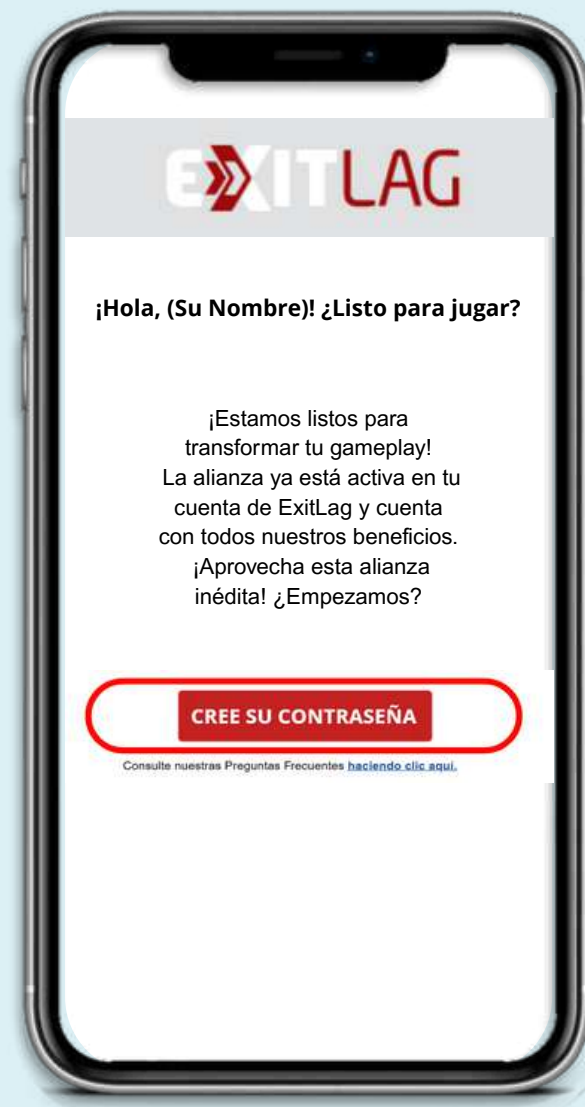 EXITLAG
¡Hola, (Su Nombre)! ¿Listo para jugar?
¡Estamos listos para
transformar tu gameplay!
La alianza ya está activa en tu
cuenta de ExitLag y cuenta
con todos nuestros beneficios.
¡Aprovecha esta alianza
inédita! ¿Empezamos?
CREE SU CONTRASEÑA
Consulte nuestras Preguntas Frecuentes haciendo clic aquí.